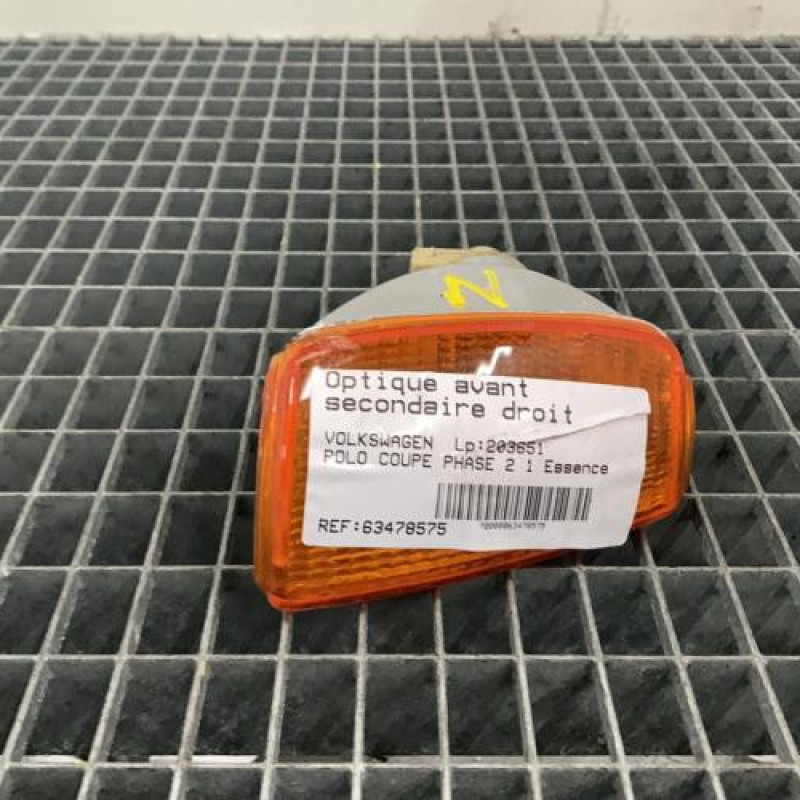 Z
Optique avant
secondaire droit
VOLKSWAGEN Lp:203651
POLO COUPE PHASE 2 1 Essence
REF:63478575